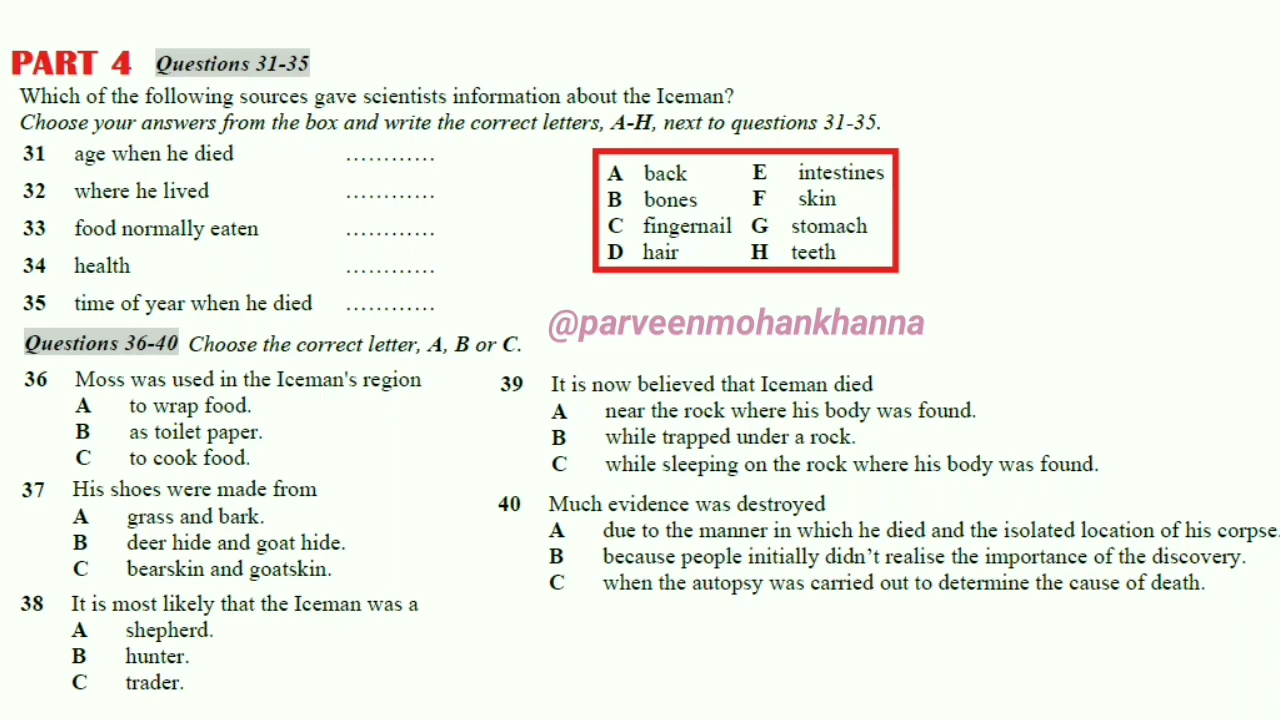 PART 4 Questions 31-35
Which of the following sources gave scientists information about the Iceman?
Choose your answers from the box and write the correct letters, A-H, next to questions 31-35.
31 age when he died ............
32 where he lived ............
33 food normally eaten ............
34 health ............
35 time of year when he died ............
A back E intestines
B bones F skin
C fingernail G stomach
D hair H teeth
@parveenmohankhanna
Questions 36-40 Choose the correct letter, A, B or C.
36 Moss was used in the Iceman's region
A to wrap food.
B as toilet paper.
C to cook food.
37 His shoes were made from
A grass and bark.
B deer hide and goat hide.
C bearskin and goatskin.
38 It is most likely that the Iceman was a
A shepherd.
B hunter.
C trader.
39 It is now believed that Iceman died
A near the rock where his body was found.
B while trapped under a rock.
C while sleeping on the rock where his body was found.
40 Much evidence was destroyed
A due to the manner in which he died and the isolated location of his corpse.
B because people initially didn’t realise the importance of the discovery.
C when the autopsy was carried out to determine the cause of death.